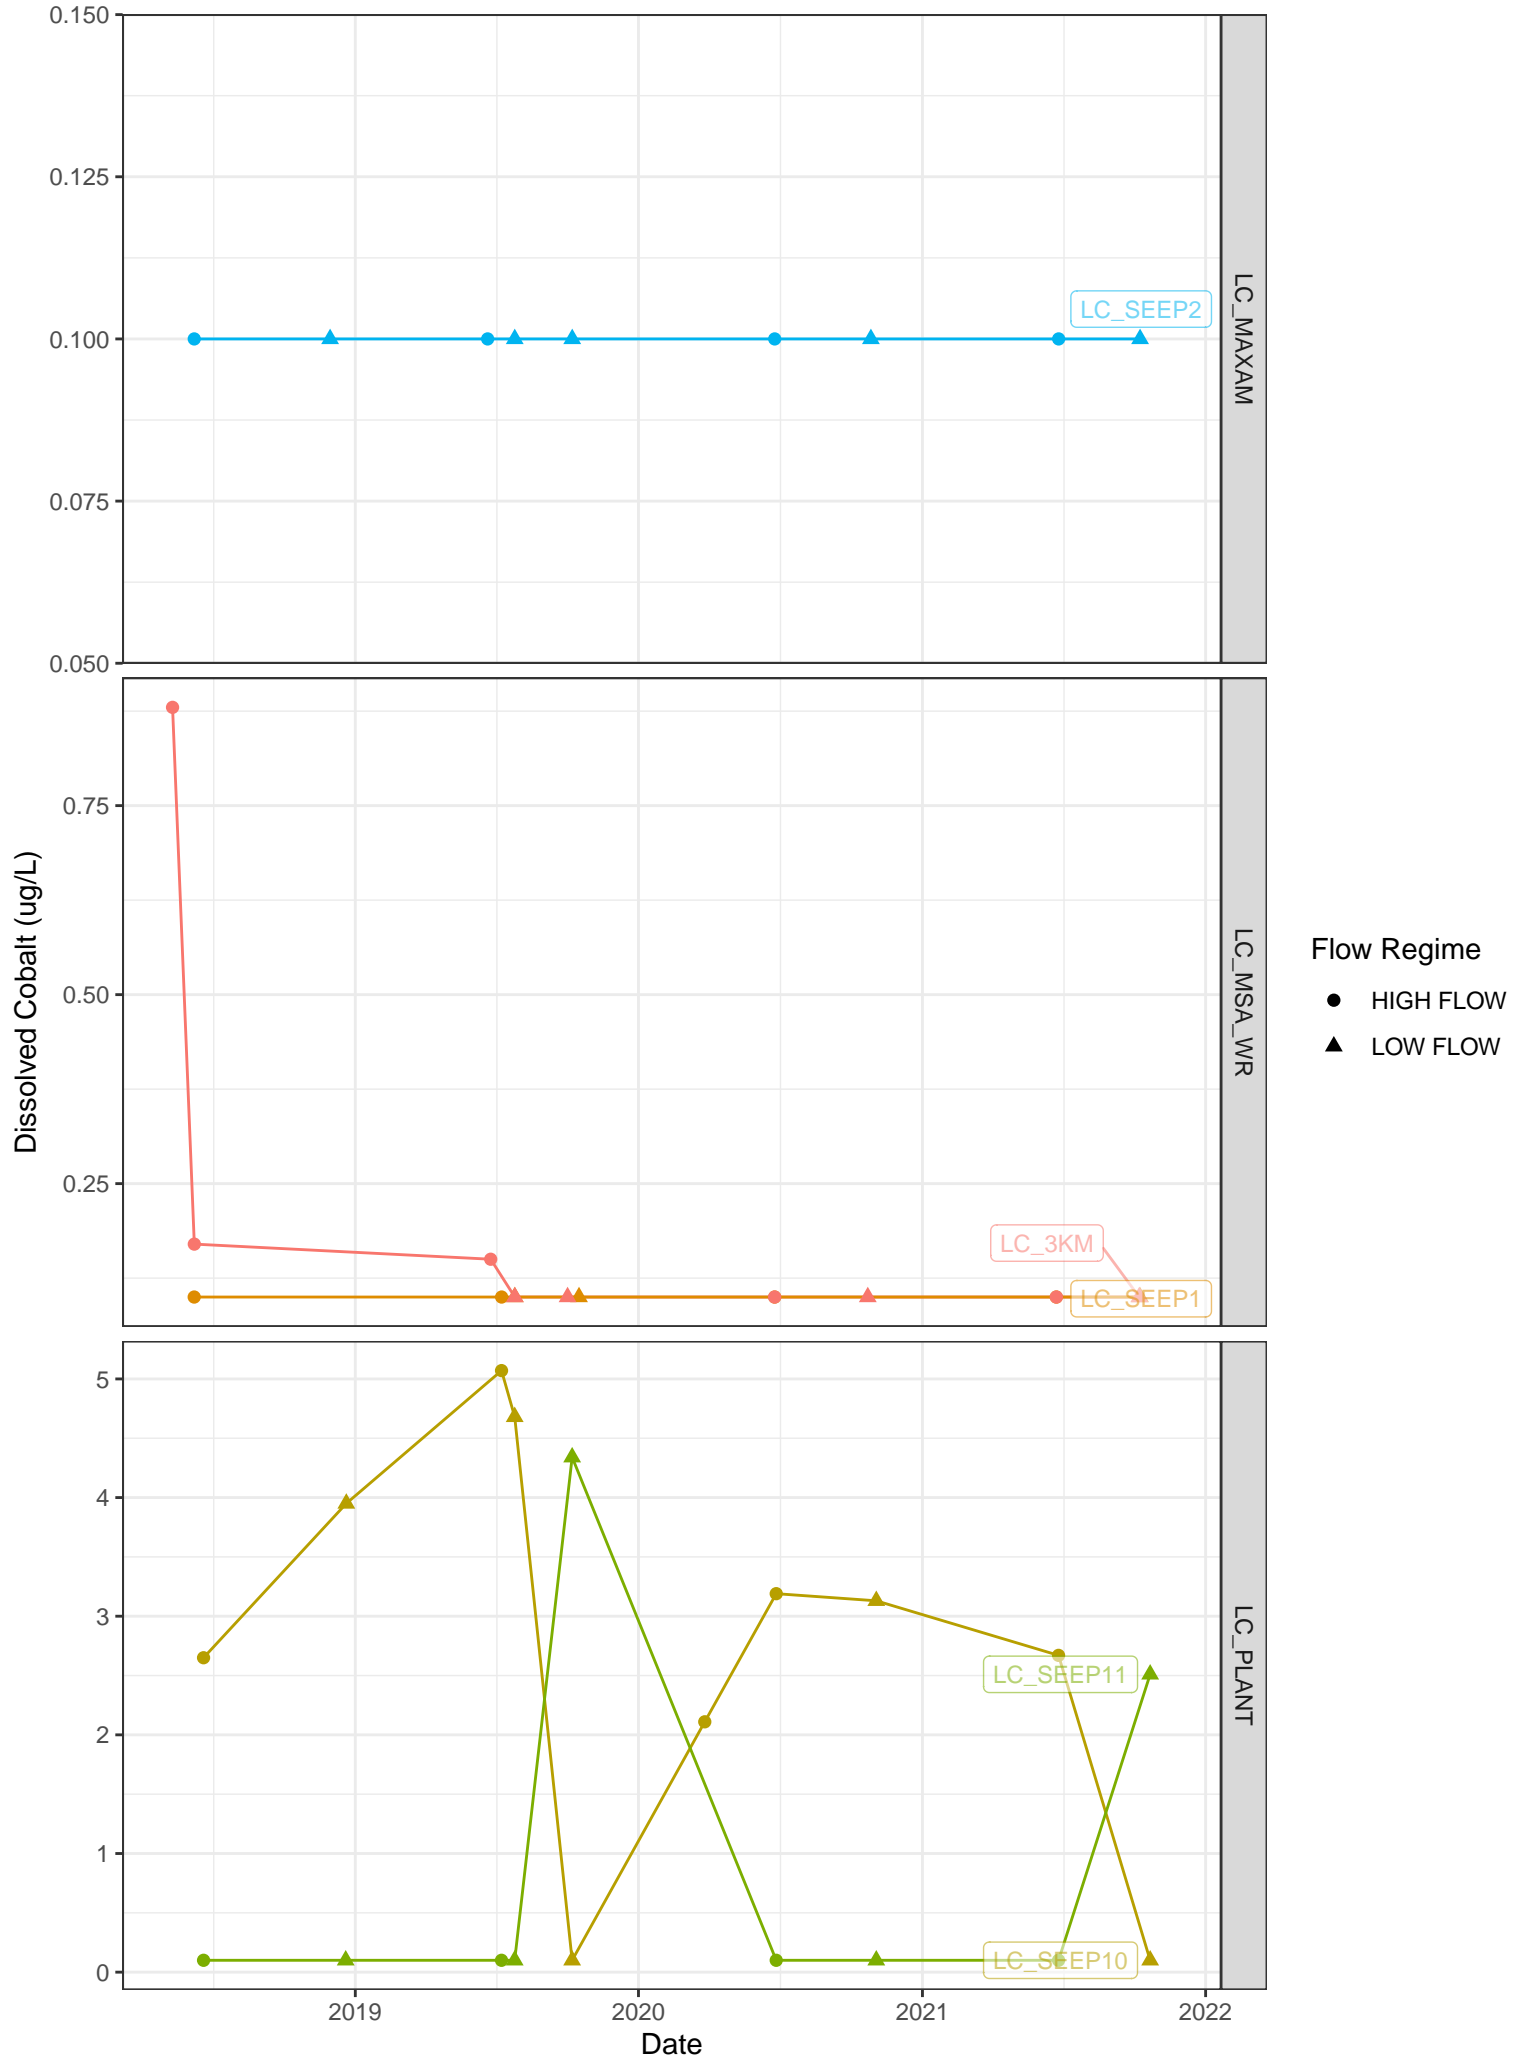 0.150
0.125
0.100
0.075
0.050
LC_SEEP2
LC_MAXAM
0.75
0.50
0.25
LC_3KM
LC_SEEP1
LC_MSA_WR
Dissolved Cobalt (ug/L)
5
4
3
2
1
0
LC_SEEP11
LC_SEEP10
LC_PLANT
2019
2020
2021
2022
Date
Flow Regime
HIGH FLOW
LOW FLOW